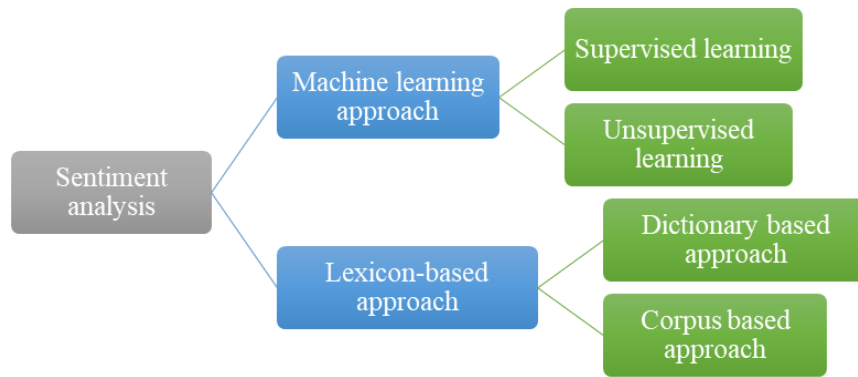 Sentiment
analysis
Machine learning
approach
Supervised learning
Unsupervised
learning
Lexicon-based
approach
Dictionary based
approach
Corpus based
approach